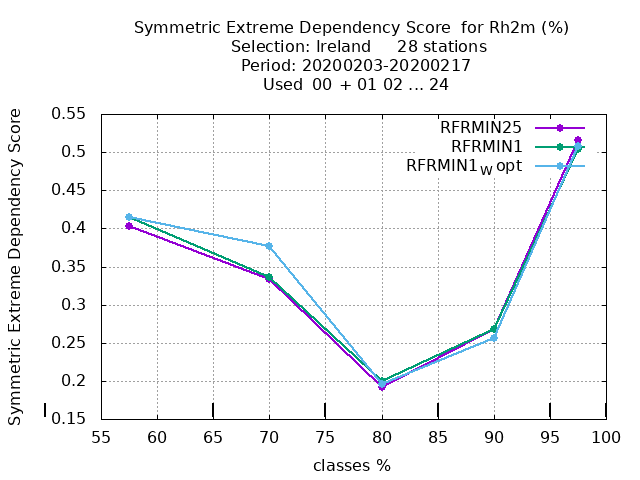 Symmetric Extreme Dependency Score for Rh2m (%)
Selection: Ireland 28 stations
Period: 20200203-20200217
Used 00 + 01 02 ... 24
Symmetric Extreme Dependency Score
0.55
0.5
0.45
0.4
0.35
0.3
0.25
0.2
0.15
RFRMIN25
RFRMIN1
RFRMIN1W opt
55 60 65 70 75 80 85 90 95 100
classes %